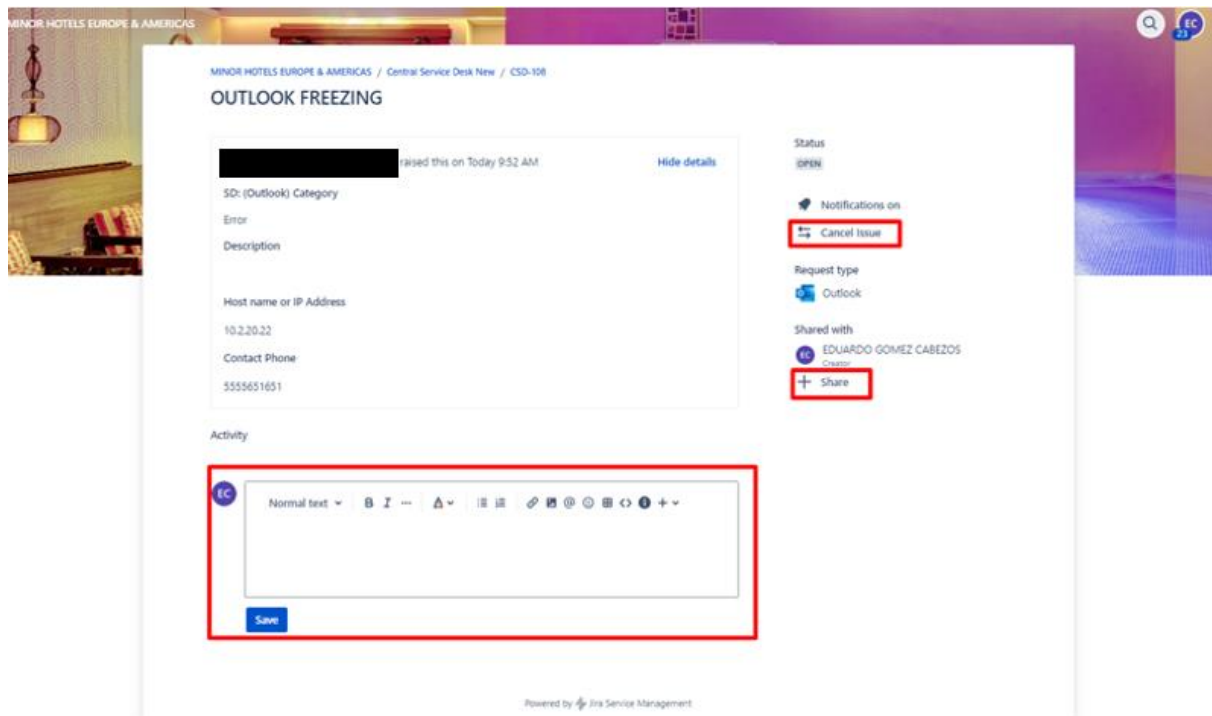 MINOR HOTELS EUROPE & AMERICAS
EC
23
MINOR HOTELS EUROPE & AMERICAS / Central Service Desk New / CSD-108
OUTLOOK FREEZING
raised this on Today 9:52 AM
Hide details
SD: (Outlook) Category
Error
Description
Host name or IP Address
10.2.20.22
Contact Phone
5555651651
Status
OPEN
Notifications on
Cancel Issue
Request type
Outlook
Shared with
EC
EDUARDO GOMEZ CABEZOS
Creator
Share
Activity
EC
Normal text
B I
A
Save
Powered by Jira Service Management